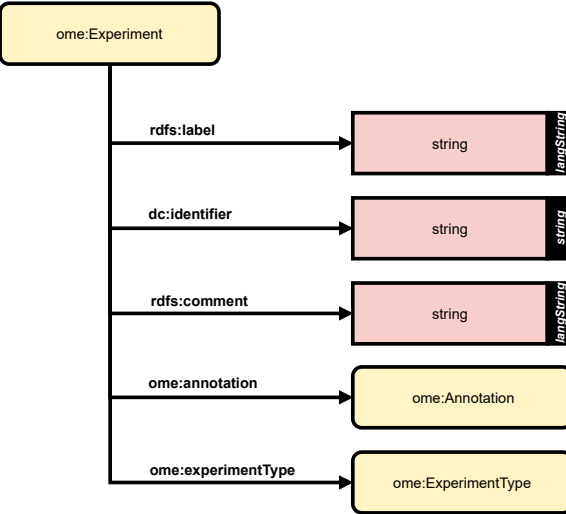 ome:Experiment
rdfs:label
string
langString
dc:identifier
string
string
rdfs:comment
string
langString
ome:annotation
ome:Annotation
ome:experimentType
ome:ExperimentType